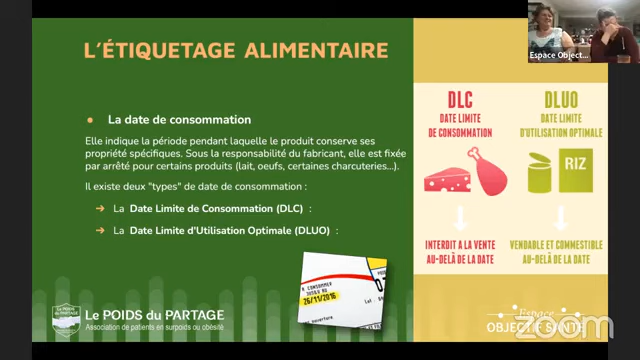 Espace Object...
L'ÉTIQUETAGE ALIMENTAIRE
La date de consommation
Elle indique la période pendant laquelle le produit conserve ses
propriété spécifiques. Sous la responsabilité du fabricant, elle est fixée
par arrêté pour certains produits (lait, oeufs, certaines charcuteries...).
Il existe deux "types" de date de consommation :
La Date Limite de Consommation (DLC) :
La Date Limite d'Utilisation Optimale (DLUO) :
A CONSOMMER
JUSQU'AU
26/11/2016
DLC
DATE LIMITE
DE CONSOMMATION
INTERDIT A LA VENTE
AU-DELÀ DE LA DATE
DLUO
DATE LIMITE
D'UTILISATION OPTIMALE
RIZ
VENDABLE ET COMMESTIBLE
AU-DELÀ DE LA DATE
Le POIDS du PARTAGE
Association de patients en surpoids ou obésité
Espace
OBJECTIF SANTÉ
zoom